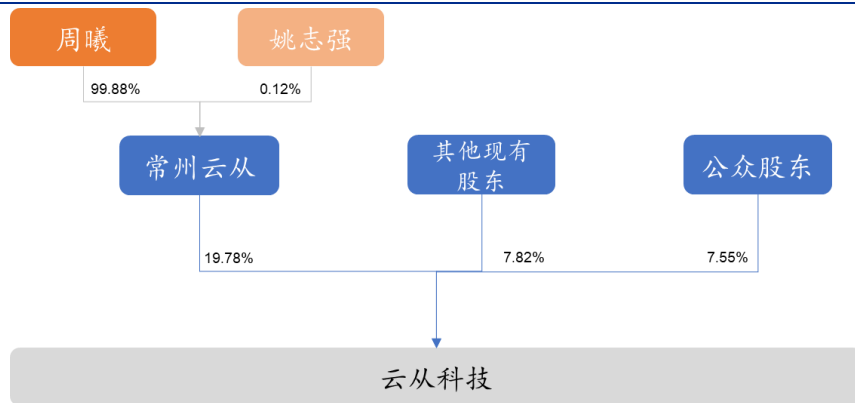 周曦
姚志强
99.88%
0.12%
常州云从
其他现有
股东
公众股东
19.78%
7.82%
7.55%
云从科技